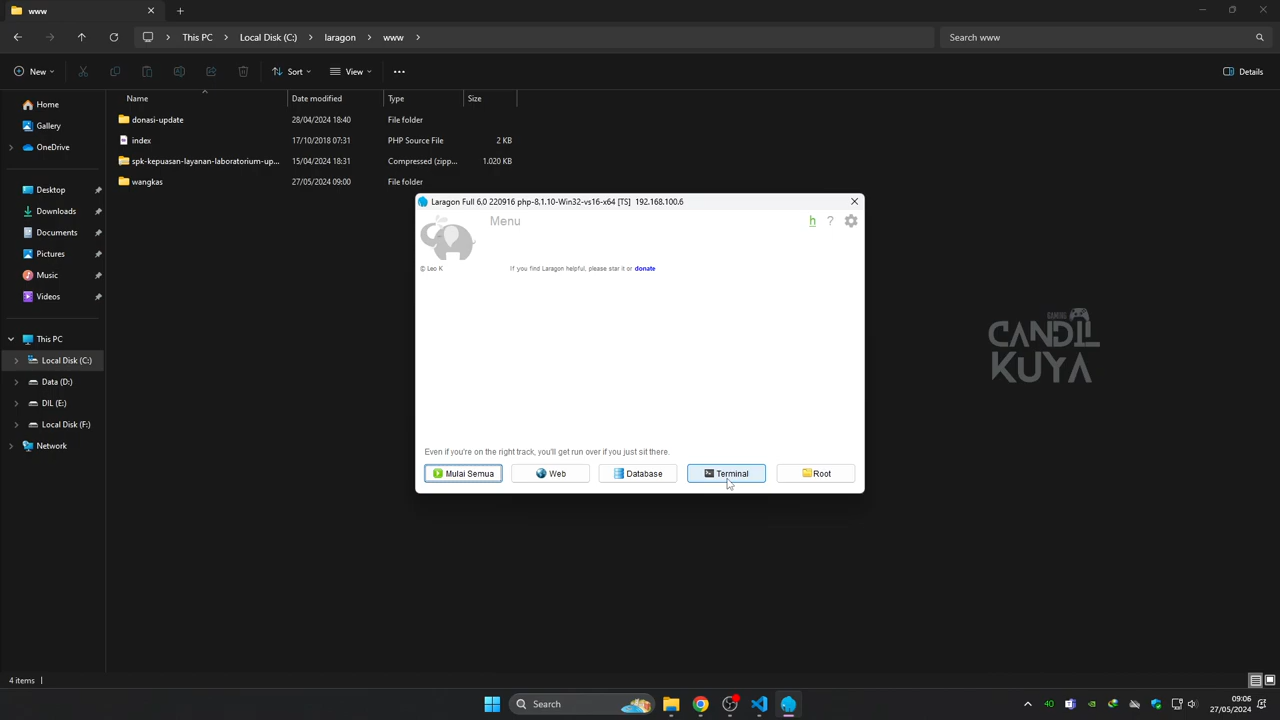 www
This PC
Local Disk (C:)
laragon
www
Search www
New
Sort
View
Details
Home
Gallery
OneDrive
Desktop
Downloads
Documents
Pictures
Music
Videos
This PC
Local Disk (C:)
Data (D:)
DIL (E:)
Local Disk (F:)
Network
Name
Date modified
Type
Size
donasi-update
28/04/2024 18:40
File folder
index
17/10/2018 07:31
PHP Source File
2 KB
spk-kepuasan-layanan-laboratorium-up...
15/04/2024 18:31
Compressed (zipp...
1.020 KB
wangkas
27/05/2024 09:00
File folder
Laragon Full 6.0 220916 php-8.1.10-Win32-vs16-x64 [TS] 192.168.100.6
Menu
h
?
© Leo K
If you find Laragon helpful, please star it or donate
Even if you're on the right track, you'll get run over if you just sit there.
Mulai Semua
Web
Database
Terminal
Root
GAMING
CANDIL
KUYA
4 items
Search
40
09:06
27/05/2024